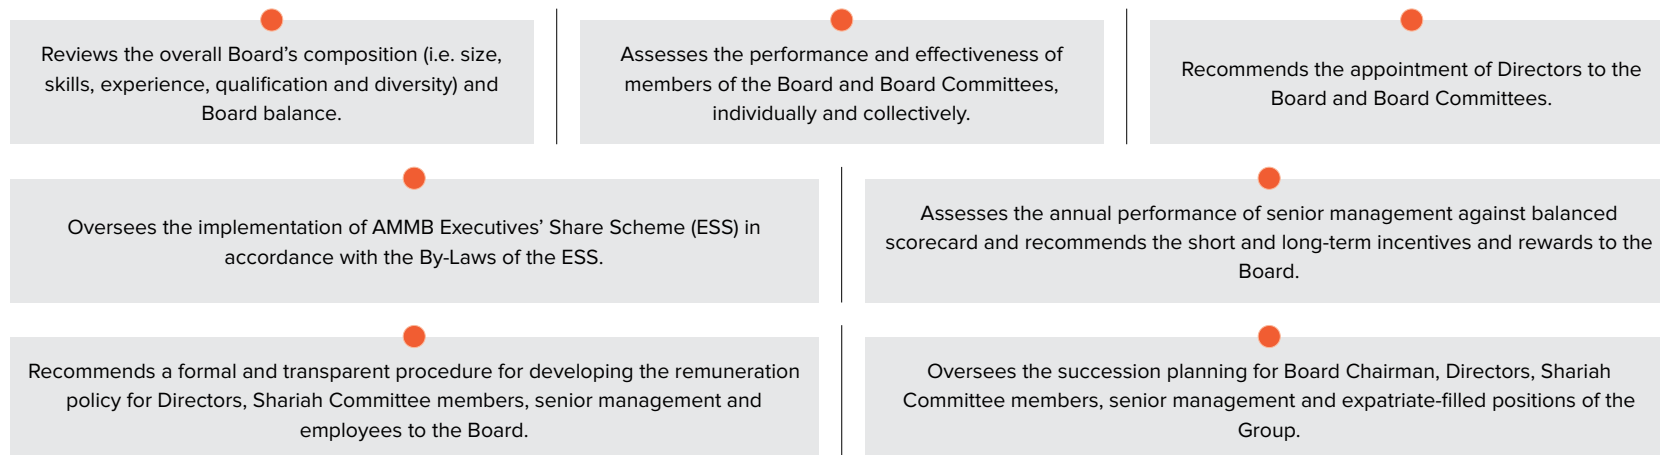 Reviews the overall Board’s composition (i.e. size,
skills, experience, qualification and diversity) and
Board balance.
Assesses the performance and effectiveness of
members of the Board and Board Committees,
individually and collectively.
Recommends the appointment of Directors to the
Board and Board Committees.
Oversees the implementation of AMMB Executives’ Share Scheme (ESS) in
accordance with the By-Laws of the ESS.
Assesses the annual performance of senior management against balanced
scorecard and recommends the short and long-term incentives and rewards to the
Board.
Recommends a formal and transparent procedure for developing the remuneration
policy for Directors, Shariah Committee members, senior management and
employees to the Board.
Oversees the succession planning for Board Chairman, Directors, Shariah
Committee members, senior management and expatriate-filled positions of the
Group.